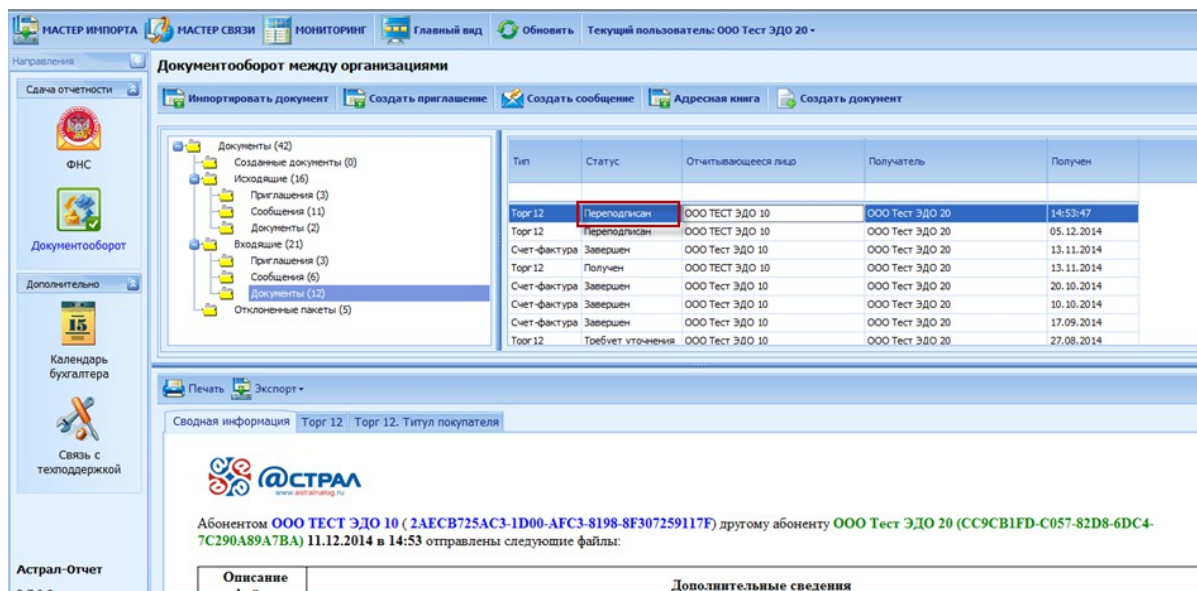 МАСТЕР ИМПОРТА МАСТЕР СВЯЗИ МОНИТОРИНГ Главный вид Обновить Текущий пользователь: ООО Тест ЭДО 20
Направления
Документооборот между организациями
Сдача отчетности
Импортировать документ Создать приглашение Создать сообщение Адресная книга Создать документ
ФНС
Документооборот
Дополнительно
15
Календарь
бухгалтера
Связь с
техподдержкой
Астрал-Отчет
Документы (42)
Созданные документы (0)
Исходящие (16)
Приглашения (3)
Сообщения (11)
Документы (2)
Входящие (21)
Приглашения (3)
Сообщения (6)
Документы (12)
Отклоненные пакеты (5)
Тип Статус Отчитывающееся лицо Получатель Получен
Торг 12 Переподписан ООО ТЕСТ ЭДО 10 ООО Тест ЭДО 20 14:53:47
Торг 12 Переподписан ООО ТЕСТ ЭДО 10 ООО Тест ЭДО 20 05.12.2014
Счет-фактура Завершен ООО ТЕСТ ЭДО 10 ООО Тест ЭДО 20 13.11.2014
Торг 12 Получен ООО ТЕСТ ЭДО 10 ООО Тест ЭДО 20 13.11.2014
Счет-фактура Завершен ООО Тест ЭДО 10 ООО Тест ЭДО 20 20.10.2014
Счет-фактура Завершен ООО Тест ЭДО 10 ООО Тест ЭДО 20 10.10.2014
Счет-фактура Завершен ООО Тест ЭДО 10 ООО Тест ЭДО 20 17.09.2014
Торг 12 Требует уточнения ООО Тест ЭДО 10 ООО Тест ЭДО 20 27.08.2014
Печать Экспорт
Сводная информация Торг 12 Торг 12. Титул покупателя
@СТРАЛ
www.astralnalog.ru
Абонентом ООО ТЕСТ ЭДО 10 ( 2AECB725AC3-1D00-AFC3-8198-8F307259117F) другому абоненту ООО Тест ЭДО 20 (CC9CB1FD-C057-82D8-6DC4-
7C290A89A7BA) 11.12.2014 в 14:53 отправлены следующие файлы:
Описание
Дополнительные сведения